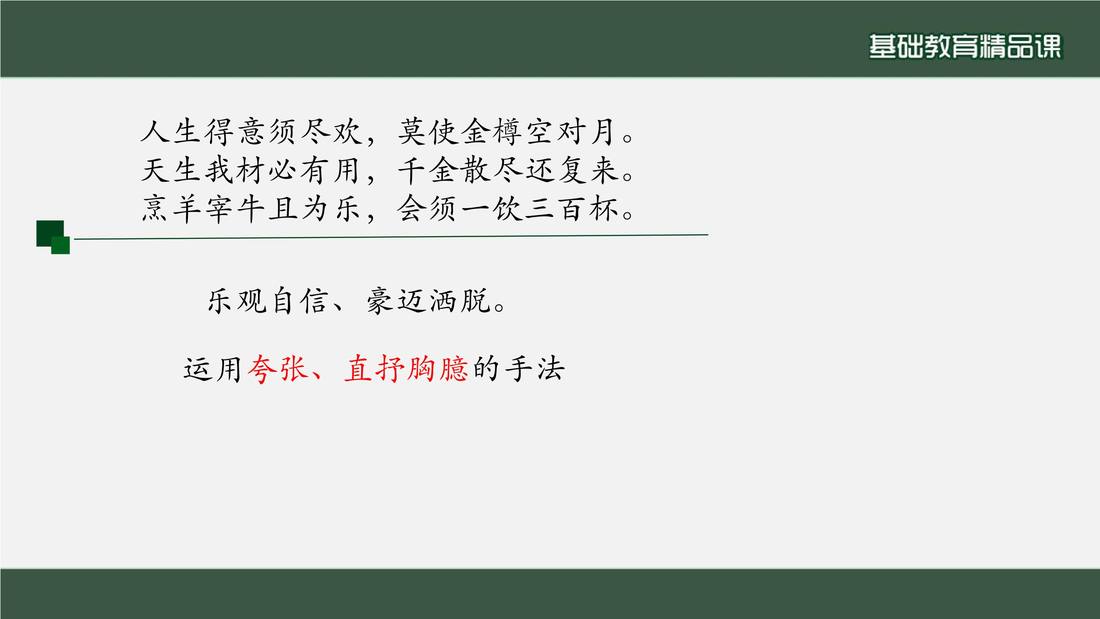 基础教育精品课
人生得意须尽欢，莫使金樽空对月。
天生我材必有用，千金散尽还复来。
烹羊宰牛且为乐，会须一饮三百杯。
乐观自信、豪迈洒脱。
运用夸张、直抒胸臆的手法